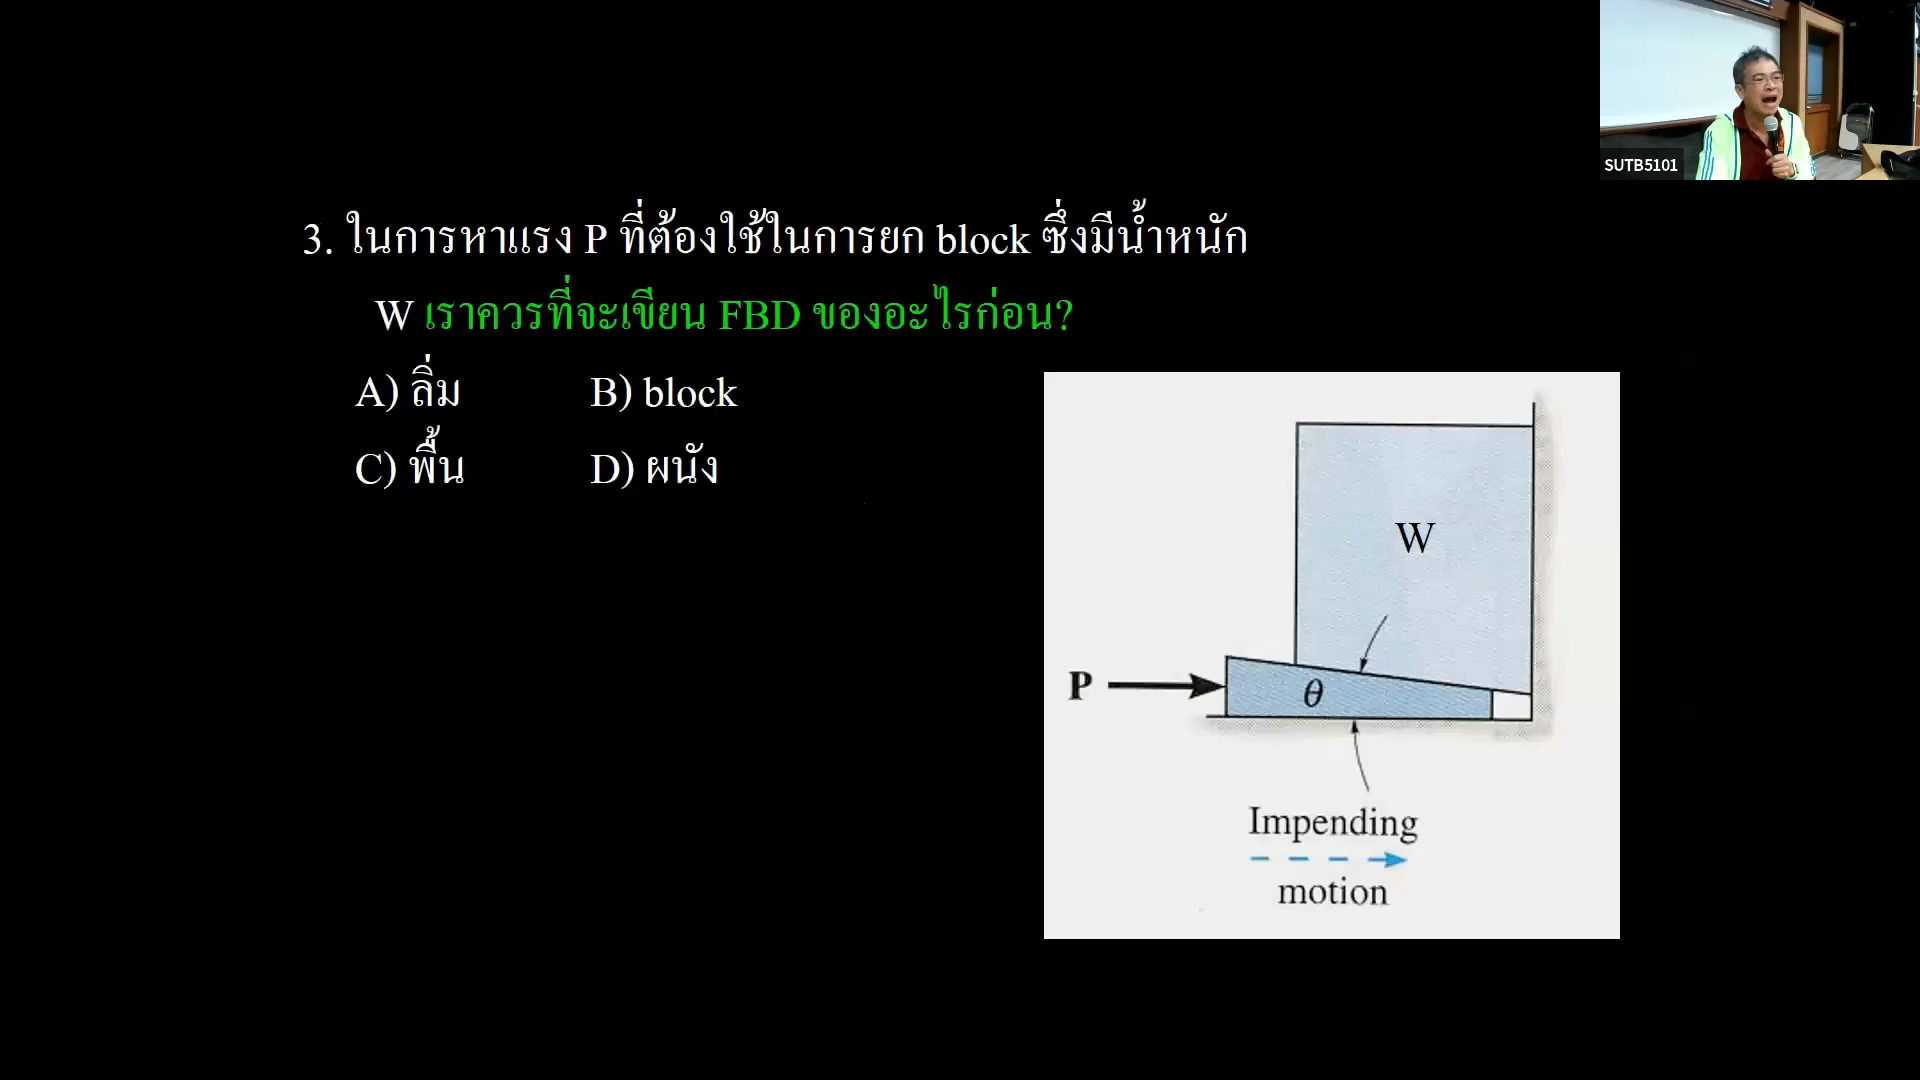 SUTB5101
3. ในการหาแรง P ที่ต้องใช้ในการยก block ซึ่งมีน้ำหนัก
W เราควรที่จะเขียน FBD ของอะไรก่อน?
A) ลิ่ม B) block
C) พื้น D) ผนัง
W
P
θ
Impending
motion